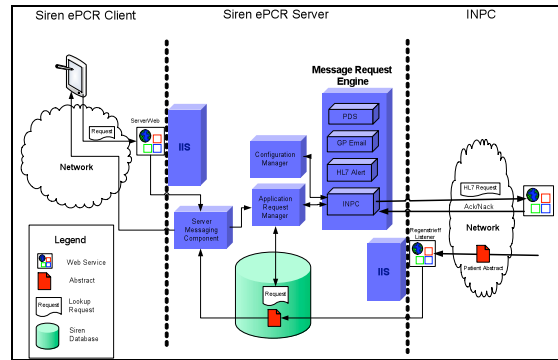 Siren ePCR Client
Siren ePCR Server
INPC
Message Request
Engine
PDS
GP Email
HL7 Alert
INPC
Server/Web
Request
IIS
Network
Configuration
Manager
Application
Request
Manager
Server
Messaging
Component
HL7 Request
Ack/Nack
Network
Regenstrieff
Listener
IIS
Patient Abstract
Request
Legend
Web Service
Abstract
Request
Lookup
Request
Siren
Database